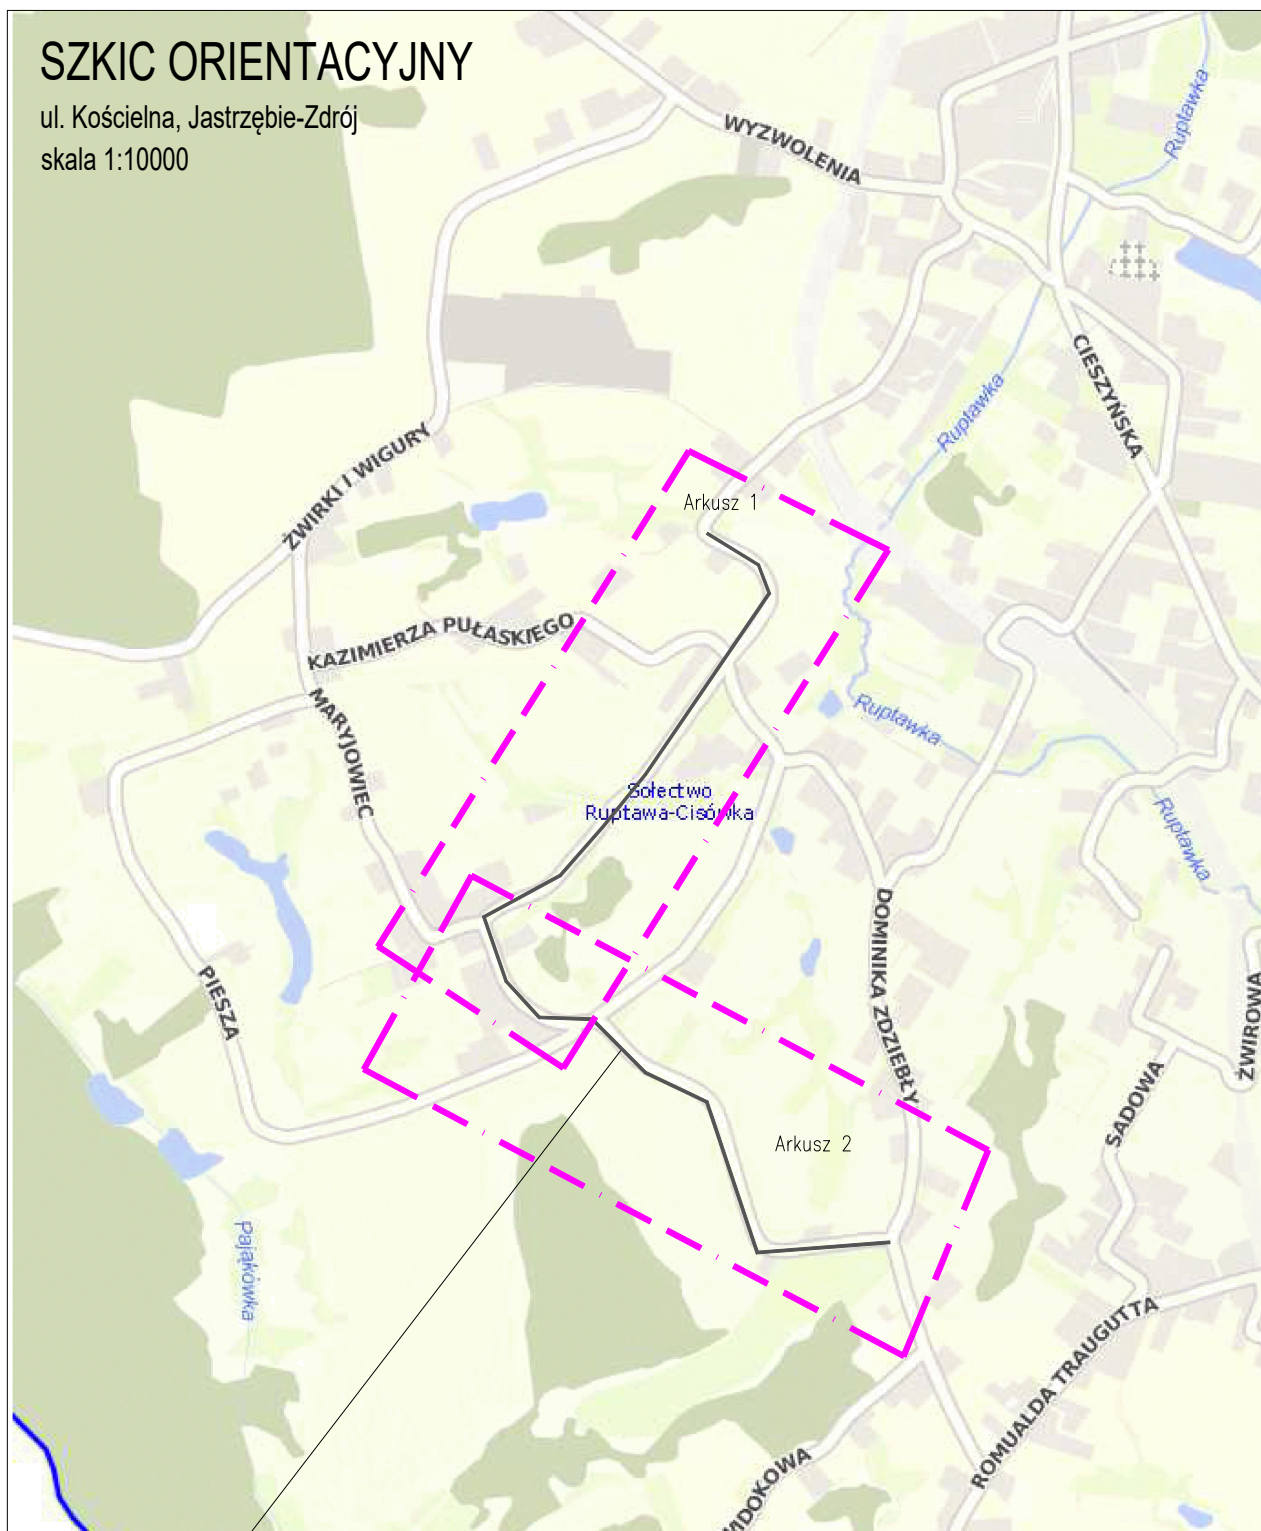 SZKIC ORIENTACYJNY
ul. Kościelna, Jastrzębie-Zdrój
skala 1:10000
WYZWOLENIA
Ruptawka
CIESZYŃSKA
Ruptawka
ŻWIRKI I WIGURY
Arkusz 1
KAZIMIERZA PUŁASKIEGO
MARYJOWIEC
Ruptawka
Sołectwo
Ruptawa-Cisówka
Ruptawka
DOMINIKA ZDZIEBŁY
PIESZA
ŻWIROWA
SADOWA
Arkusz 2
Pająkówka
ROMUALDA TRAUGUTTA
IDOKOWA